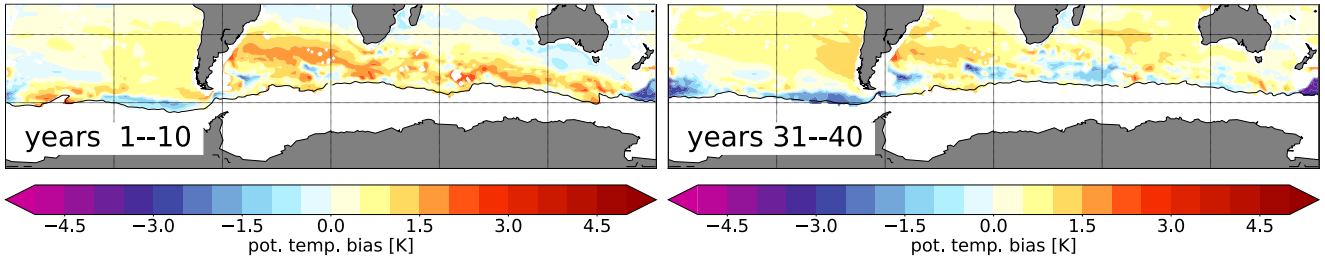 years 1--10
years 31--40
−4.5 −3.0 −1.5 0.0 1.5 3.0 4.5
pot. temp. bias [K]
−4.5 −3.0 −1.5 0.0 1.5 3.0 4.5
pot. temp. bias [K]